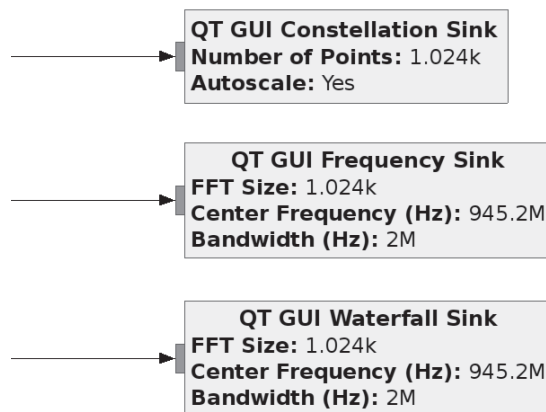 QT GUI Constellation Sink
Number of Points: 1.024k
Autoscale: Yes
QT GUI Frequency Sink
FFT Size: 1.024k
Center Frequency (Hz): 945.2M
Bandwidth (Hz): 2M
QT GUI Waterfall Sink
FFT Size: 1.024k
Center Frequency (Hz): 945.2M
Bandwidth (Hz): 2M